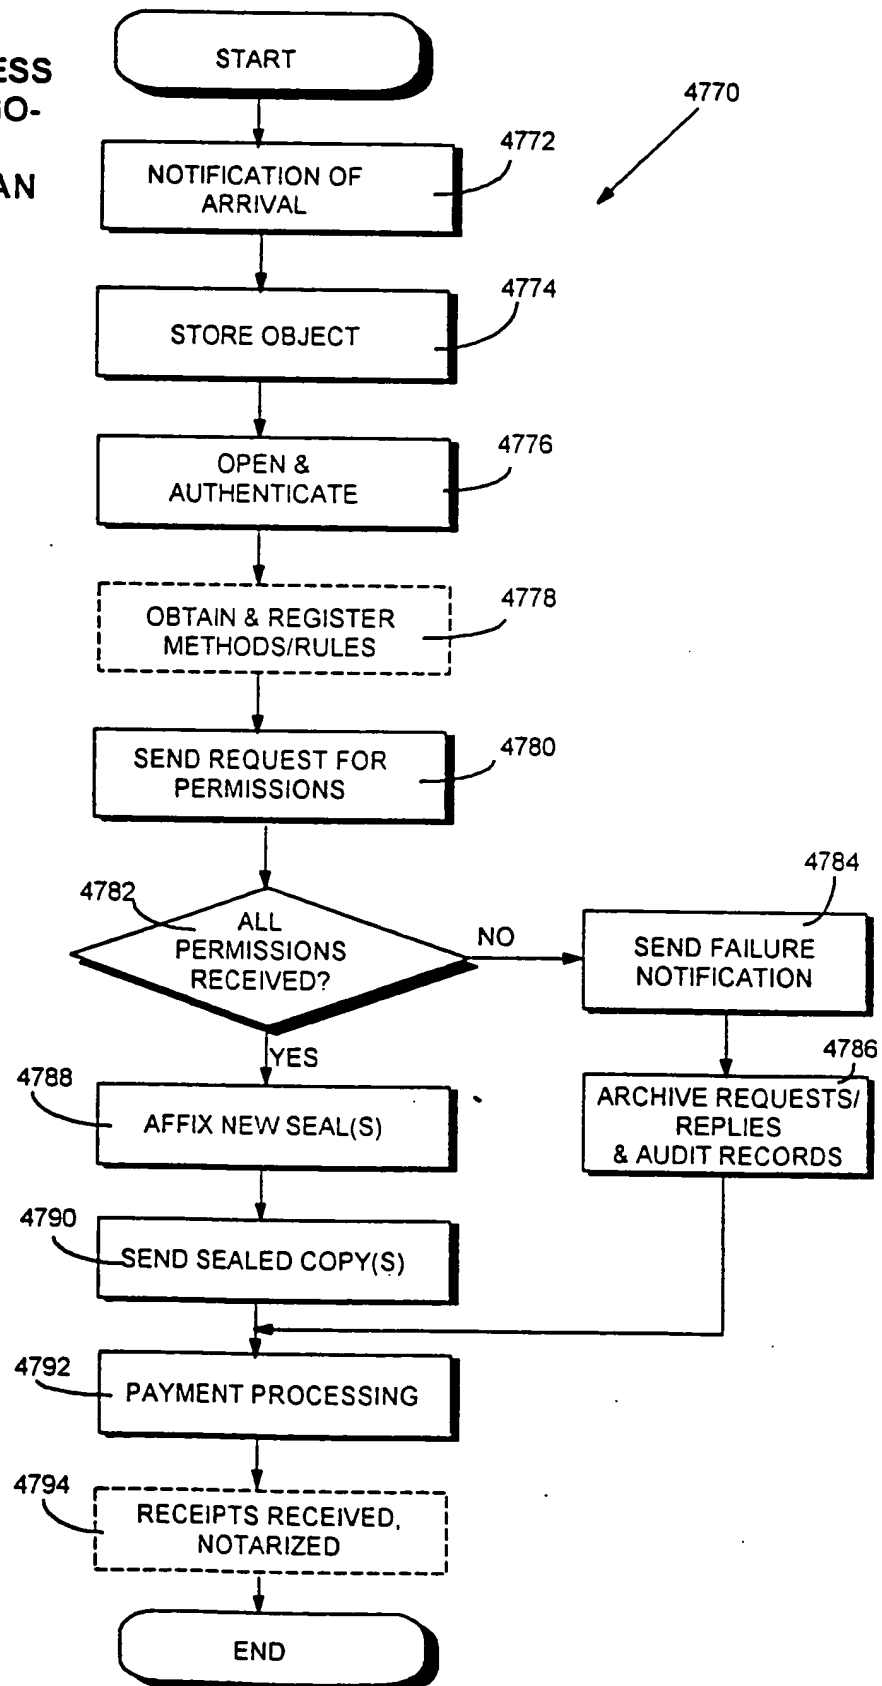 START
ESS
GO-
AN
4770
4772
NOTIFICATION OF
ARRIVAL
4774
STORE OBJECT
4776
OPEN &
AUTHENTICATE
4778
OBTAIN & REGISTER
METHODS/RULES
4780
SEND REQUEST FOR
PERMISSIONS
4782
ALL
PERMISSIONS
RECEIVED?
NO
4784
SEND FAILURE
NOTIFICATION
YES
4786
ARCHIVE REQUESTS/
REPLIES
& AUDIT RECORDS
4788
AFFIX NEW SEAL(S)
4790
SEND SEALED COPY(S)
4792
PAYMENT PROCESSING
4794
RECEIPTS RECEIVED,
NOTARIZED
END